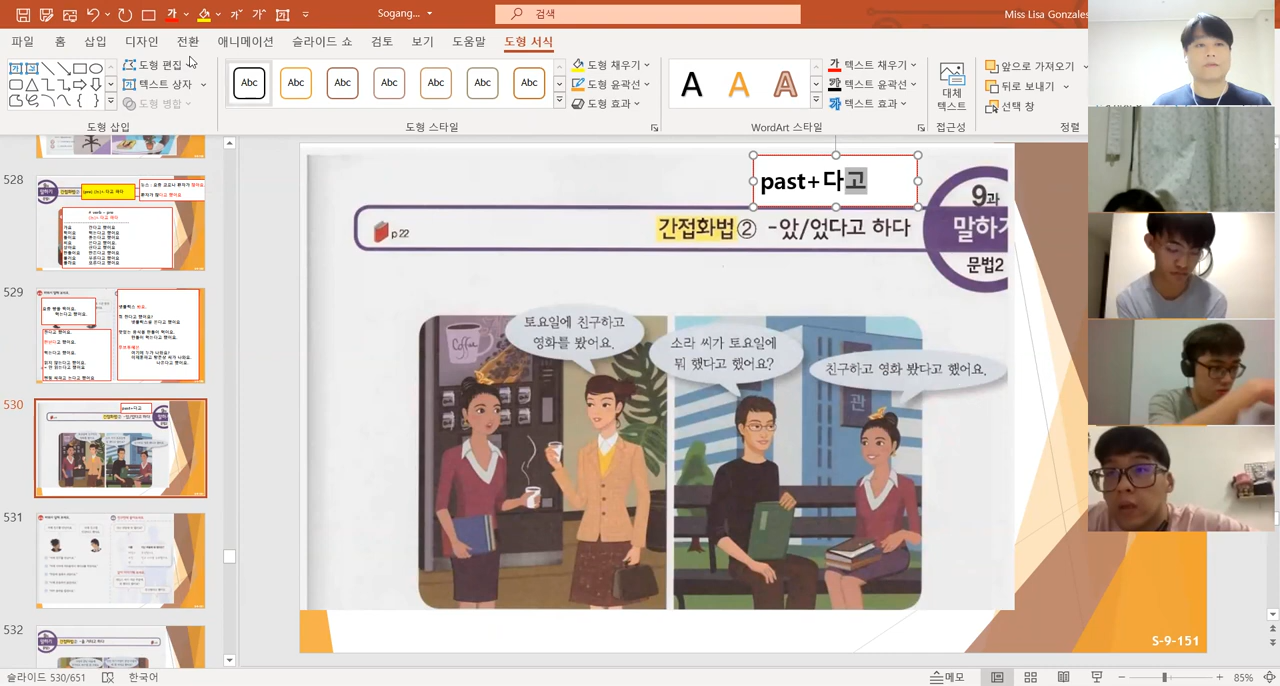 Sogang...
검색
Miss Lisa Gonzales
파일 홈 삽입 디자인 전환 애니메이션 슬라이드 쇼 검토 보기 도움말 도형 서식
도형 편집
텍스트 상자
도형 병합
도형 삽입
Abc Abc Abc Abc Abc Abc Abc
도형 채우기
도형 윤곽선
도형 효과
도형 스타일
A A A
텍스트 채우기
텍스트 윤곽선
텍스트 효과
WordArt 스타일
대체
텍스트
접근성
앞으로 가져오기
뒤로 보내기
선택 창
정렬
528
529
530
531
532
past+다고
p 22
간접화법② -았/었다고 하다
9과
말하기
문법2
Coffee
토요일에 친구하고
영화를 봤어요.
소라 씨가 토요일에
뭐 했다고 했어요?
친구하고 영화 봤다고 했어요.
S-9-151
슬라이드 530/651
한국어
메모
85%